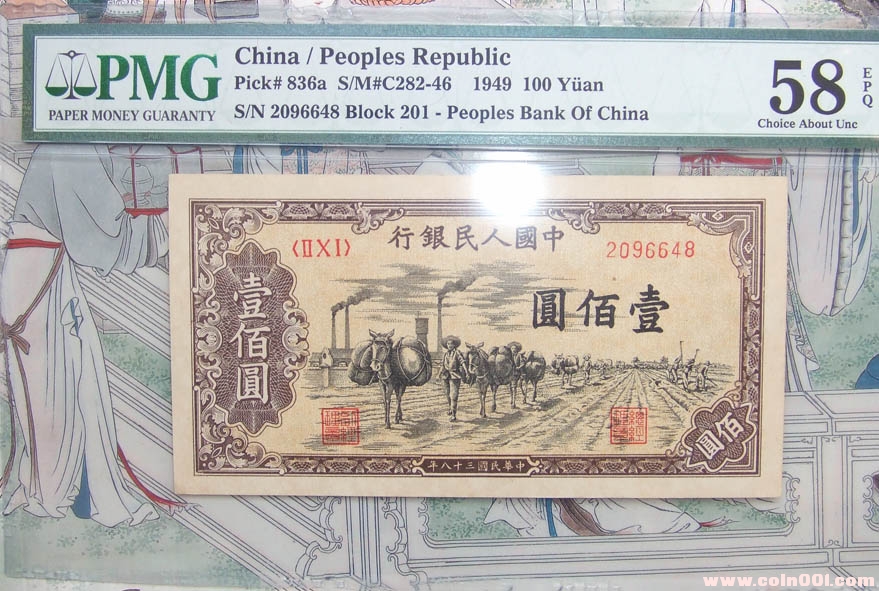 PMG
PAPER MONEY GUARANTY
China / Peoples Republic
Pick# 836a S/M#C282-46 1949 100 Yüan
S/N 2096648 Block 201 - Peoples Bank Of China
58
EPQ
Choice About Unc
行銀民人國中
〈ⅡⅩⅠ〉
2096648
圓佰壹
壹佰圓
佰圓
年八十三國民華中
www.coin001.com